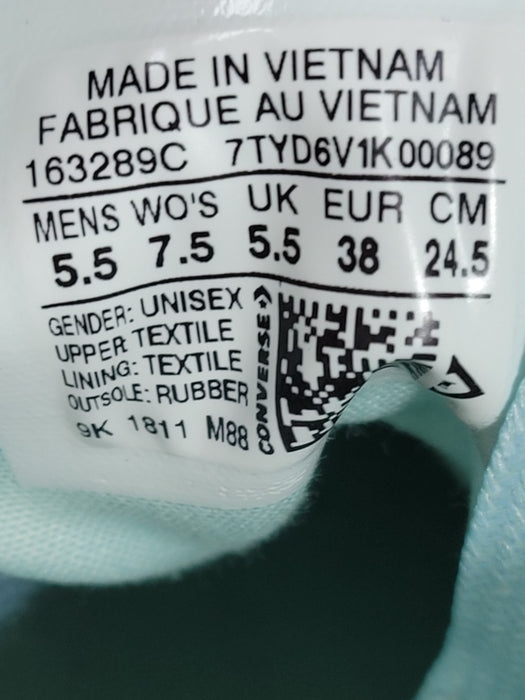 MADE IN VIETNAM
FABRIQUE AU VIETNAM
163289C 7TYD6V1K00089
MENS WO'S UK EUR CM
5.5 7.5 5.5 38 24.5
GENDER: UNISEX
UPPER: TEXTILE
LINING: TEXTILE
OUTSOLE: RUBBER
9K 1811 M88
CONVERSE